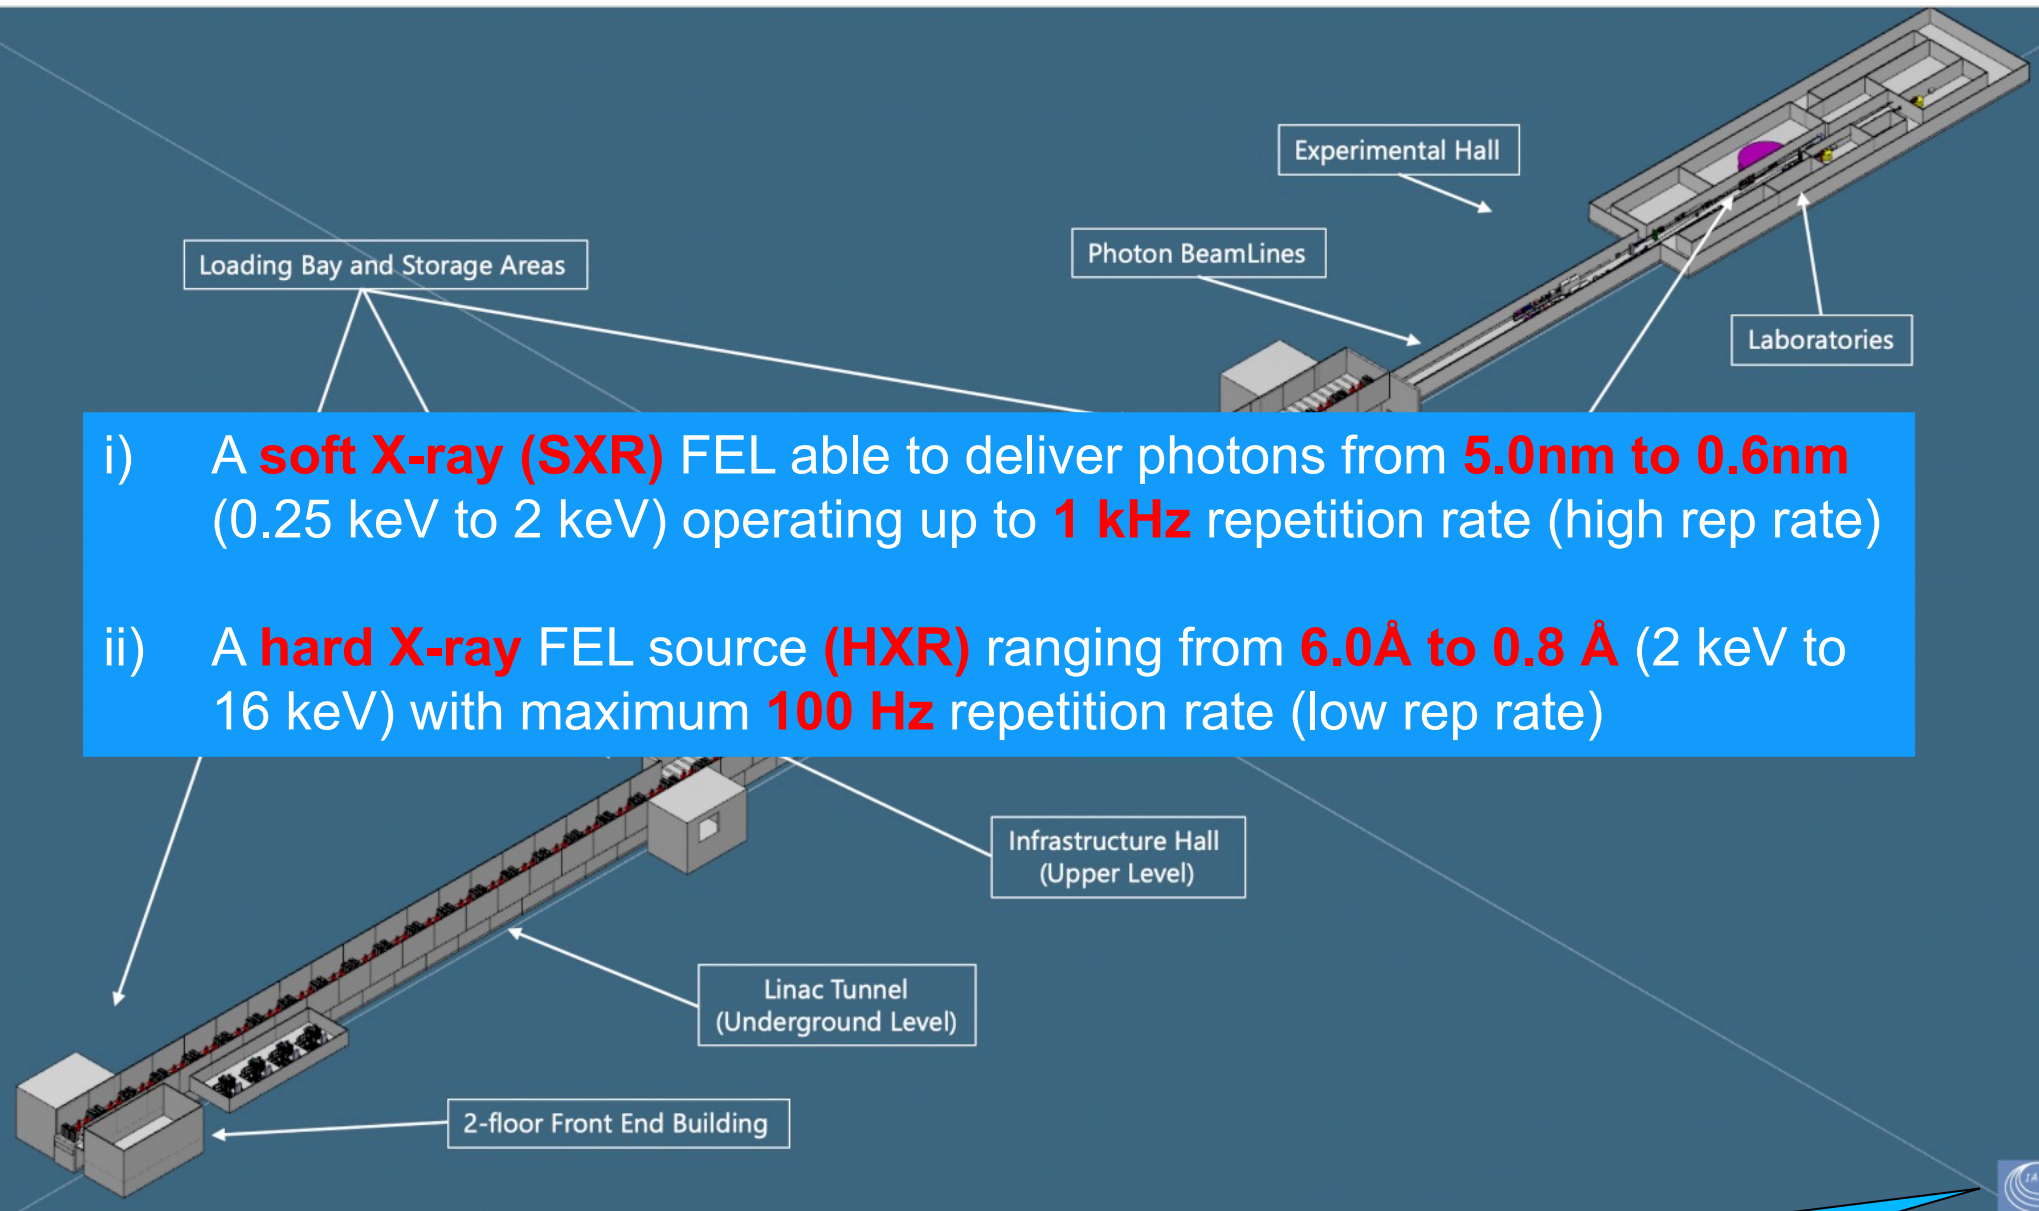 Experimental Hall
Photon BeamLines
Loading Bay and Storage Areas
Laboratories
i) A soft X-ray (SXR) FEL able to deliver photons from 5.0nm to 0.6nm
(0.25 keV to 2 keV) operating up to 1 kHz repetition rate (high rep rate)
ii) A hard X-ray FEL source (HXR) ranging from 6.0Å to 0.8 Å (2 keV to
16 keV) with maximum 100 Hz repetition rate (low rep rate)
Infrastructure Hall
(Upper Level)
Linac Tunnel
(Underground Level)
2-floor Front End Building